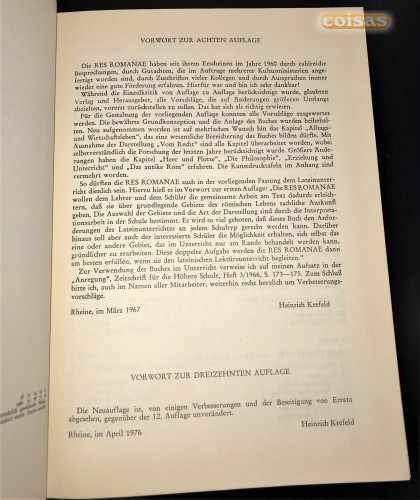 eoisas
VORWORT ZUR ACHTEN AUFLAGE
Die RES ROMANAE haben seit ihrem Erscheinen im Jahre 1960 durch zahlreiche
Besprechungen, durch Gutachten, die im Auftrage mehrerer Kultusministerien ange-
fertigt worden sind, durch Zuschriften vieler Kollegen und durch Aussprachen immer
wieder eine gute Förderung erfahren. Hierfür war und bin ich sehr dankbar!
Während die Einzelkritik von Auflage zu Auflage berücksichtigt wurde, glaubten
Verlag und Herausgeber, alle Vorschläge, die auf Änderungen größeren Umfangs
abzielten, vorerst zurückstellen zu sollen. Das hat sich als richtig erwiesen.
Für die Gestaltung der vorliegenden Auflage konnten alle Vorschläge ausgewertet
werden. Die bewährte Grundkonzeption und die Anlage des Buches wurden beibehal-
ten. Neu aufgenommen worden ist auf mehrfachen Wunsch hin das Kapitel „Alltags-
und Wirtschaftsleben“, das eine wesentliche Bereicherung des Buches bilden dürfte. Mit
Ausnahme der Darstellung „Vom Recht“ sind alle Kapitel überarbeitet worden, wobei
selbstverständlich die Forschung der letzten Jahre berücksichtigt wurde. Größere Ände-
rungen haben die Kapitel „Heer und Flotte“, „Die Philosophie“, „Erziehung und
Unterricht“ und „Das antike Rom“ erfahren. Die Kunstdrucktafeln im Anhang sind
vermehrt worden.
So dürften die RES ROMANAE auch in der vorliegenden Fassung dem Lateinunter-
richt dienlich sein. Hierzu hieß es im Vorwort zur ersten Auflage: „Die RES ROMANAE
wollen dem Lehrer und dem Schüler die gemeinsame Arbeit am Text dadurch erleich-
tern, daß sie über grundlegende Gebiete des römischen Lebens sachliche Auskunft
geben. Die Auswahl der Gebiete und die Art der Darstellung sind durch die Interpreta-
tionsarbeit in der Schule bestimmt. Es wird so viel geboten, daß dieses Buch den Anfor-
derungen des Lateinunterrichtes an jedem Schultyp gerecht werden kann. Darüber
hinaus soll aber auch der interessierte Schüler die Möglichkeit erhalten, sich selbst das
eine oder andere Gebiet, das im Unterricht nur am Rande behandelt werden kann,
gründlicher zu erarbeiten. Diese doppelte Aufgabe werden die RES ROMANAE dann
am besten erfüllen, wenn sie den lateinischen Lektüreunterricht begleiten.“
Zur Verwendung des Buches im Unterricht verweise ich auf meinen Aufsatz in der
„Anregung“, Zeitschrift für die Höhere Schule, Heft 3/1966, S. 173—175. Zum Schluß
bitte ich, auch im Namen aller Mitarbeiter, weiterhin recht herzlich um Verbesserungs-
vorschläge.
Rheine, im März 1967 Heinrich Krefeld
VORWORT ZUR DREIZEHNTEN AUFLAGE
Die Neuauflage ist, von einigen Verbesserungen und der Beseitigung von Errata
abgesehen, gegenüber der 12. Auflage unverändert.
Rheine, im April 1976 Heinrich Krefeld